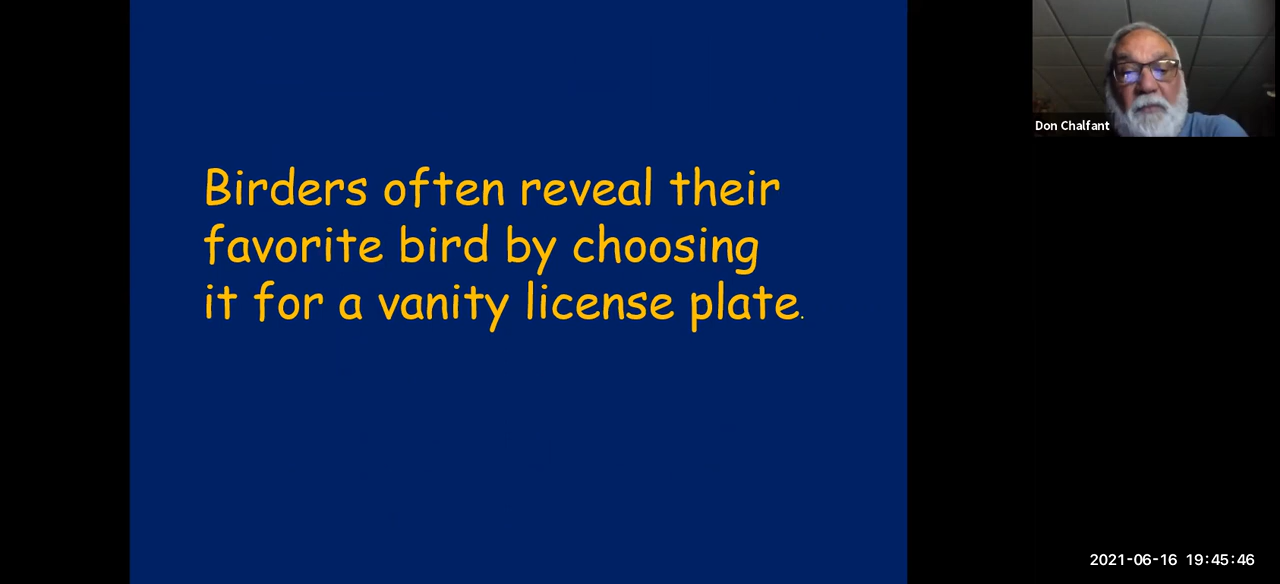 Birders often reveal their
favorite bird by choosing
it for a vanity license plate.
Don Chalfant
2021-06-16 19:45:46